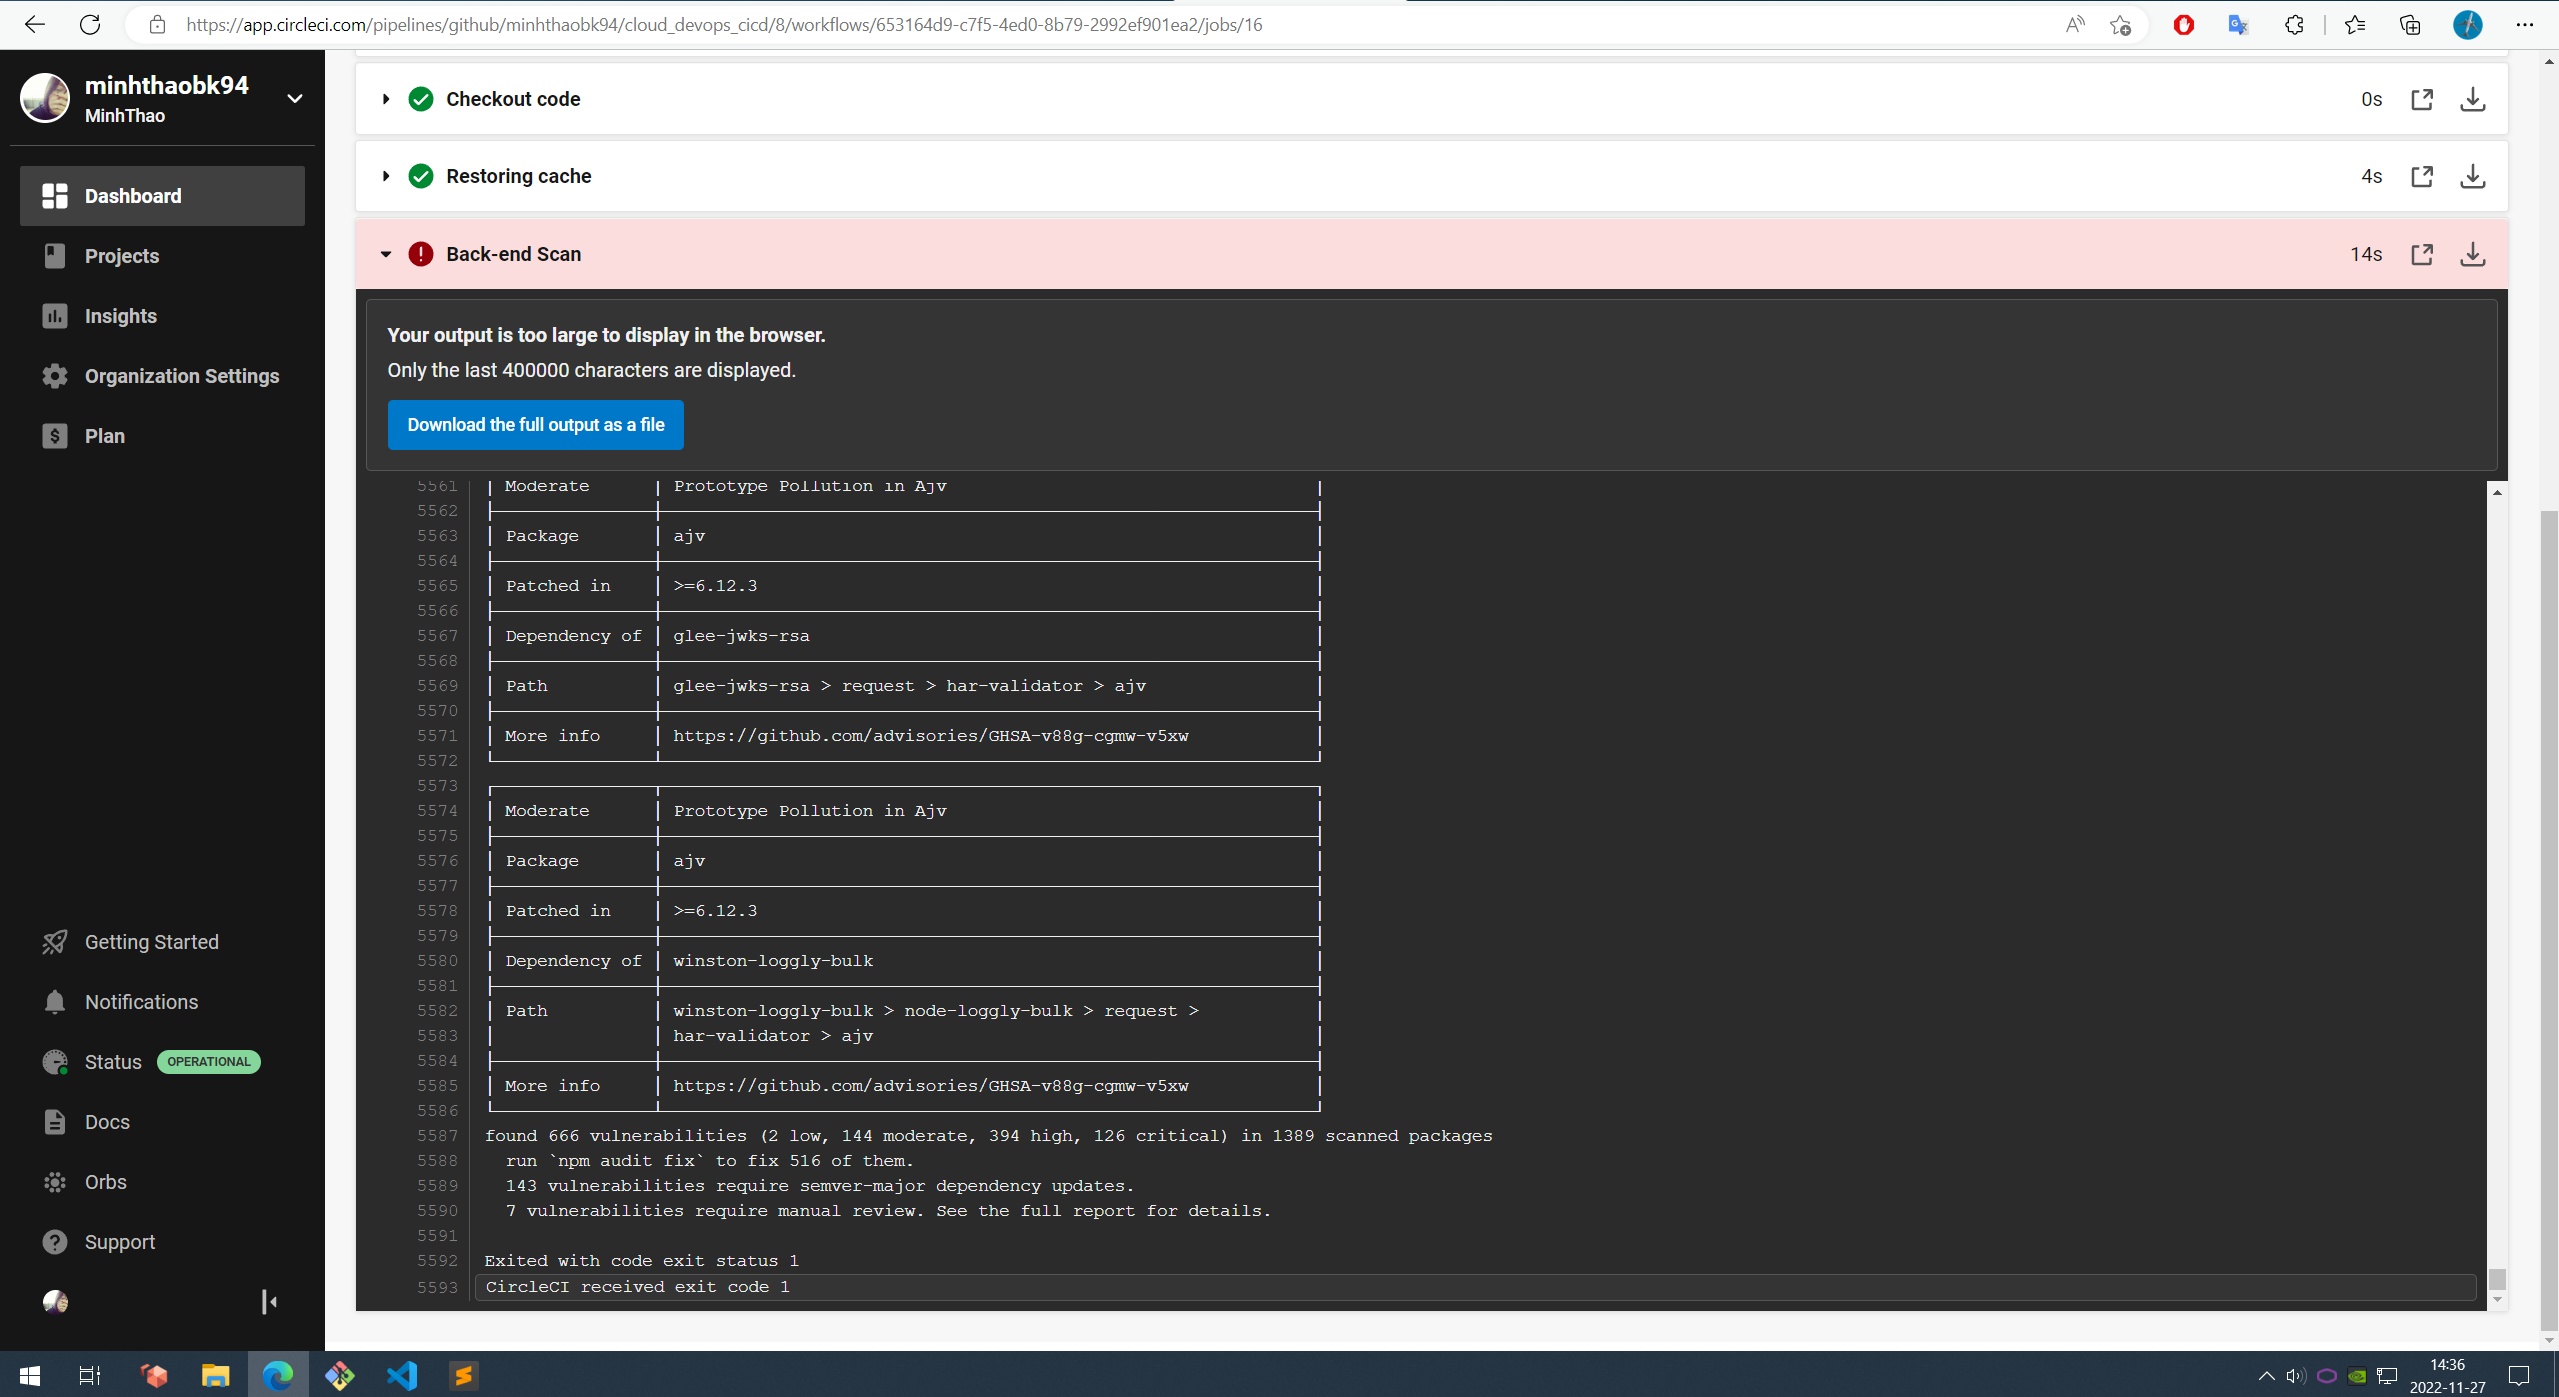 https://app.circleci.com/pipelines/github/minhthaobk94/cloud_devops_cicd/8/workflows/653164d9-c7f5-4ed0-8b79-2992ef901ea2/jobs/16
minhthaobk94
MinhThao
Dashboard
Projects
Insights
Organization Settings
Plan
Getting Started
Notifications
Status OPERATIONAL
Docs
Orbs
Support
Checkout code 0s
Restoring cache 4s
Back-end Scan 14s
Your output is too large to display in the browser.
Only the last 400000 characters are displayed.
Download the full output as a file
5561 │ Moderate │ Prototype Pollution in Ajv │
5562
5563 │ Package │ ajv │
5564
5565 │ Patched in │ >=6.12.3 │
5566
5567 │ Dependency of │ glee-jwks-rsa │
5568
5569 │ Path │ glee-jwks-rsa > request > har-validator > ajv │
5570
5571 │ More info │ https://github.com/advisories/GHSA-v88g-cgmw-v5xw │
5572
5573
5574 │ Moderate │ Prototype Pollution in Ajv │
5575
5576 │ Package │ ajv │
5577
5578 │ Patched in │ >=6.12.3 │
5579
5580 │ Dependency of │ winston-loggly-bulk │
5581
5582 │ Path │ winston-loggly-bulk > node-loggly-bulk > request > │
5583 │ │ har-validator > ajv │
5584
5585 │ More info │ https://github.com/advisories/GHSA-v88g-cgmw-v5xw │
5586
5587 found 666 vulnerabilities (2 low, 144 moderate, 394 high, 126 critical) in 1389 scanned packages
5588 run `npm audit fix` to fix 516 of them.
5589 143 vulnerabilities require semver-major dependency updates.
5590 7 vulnerabilities require manual review. See the full report for details.
5591
5592 Exited with code exit status 1
5593 CircleCI received exit code 1
14:36
2022-11-27